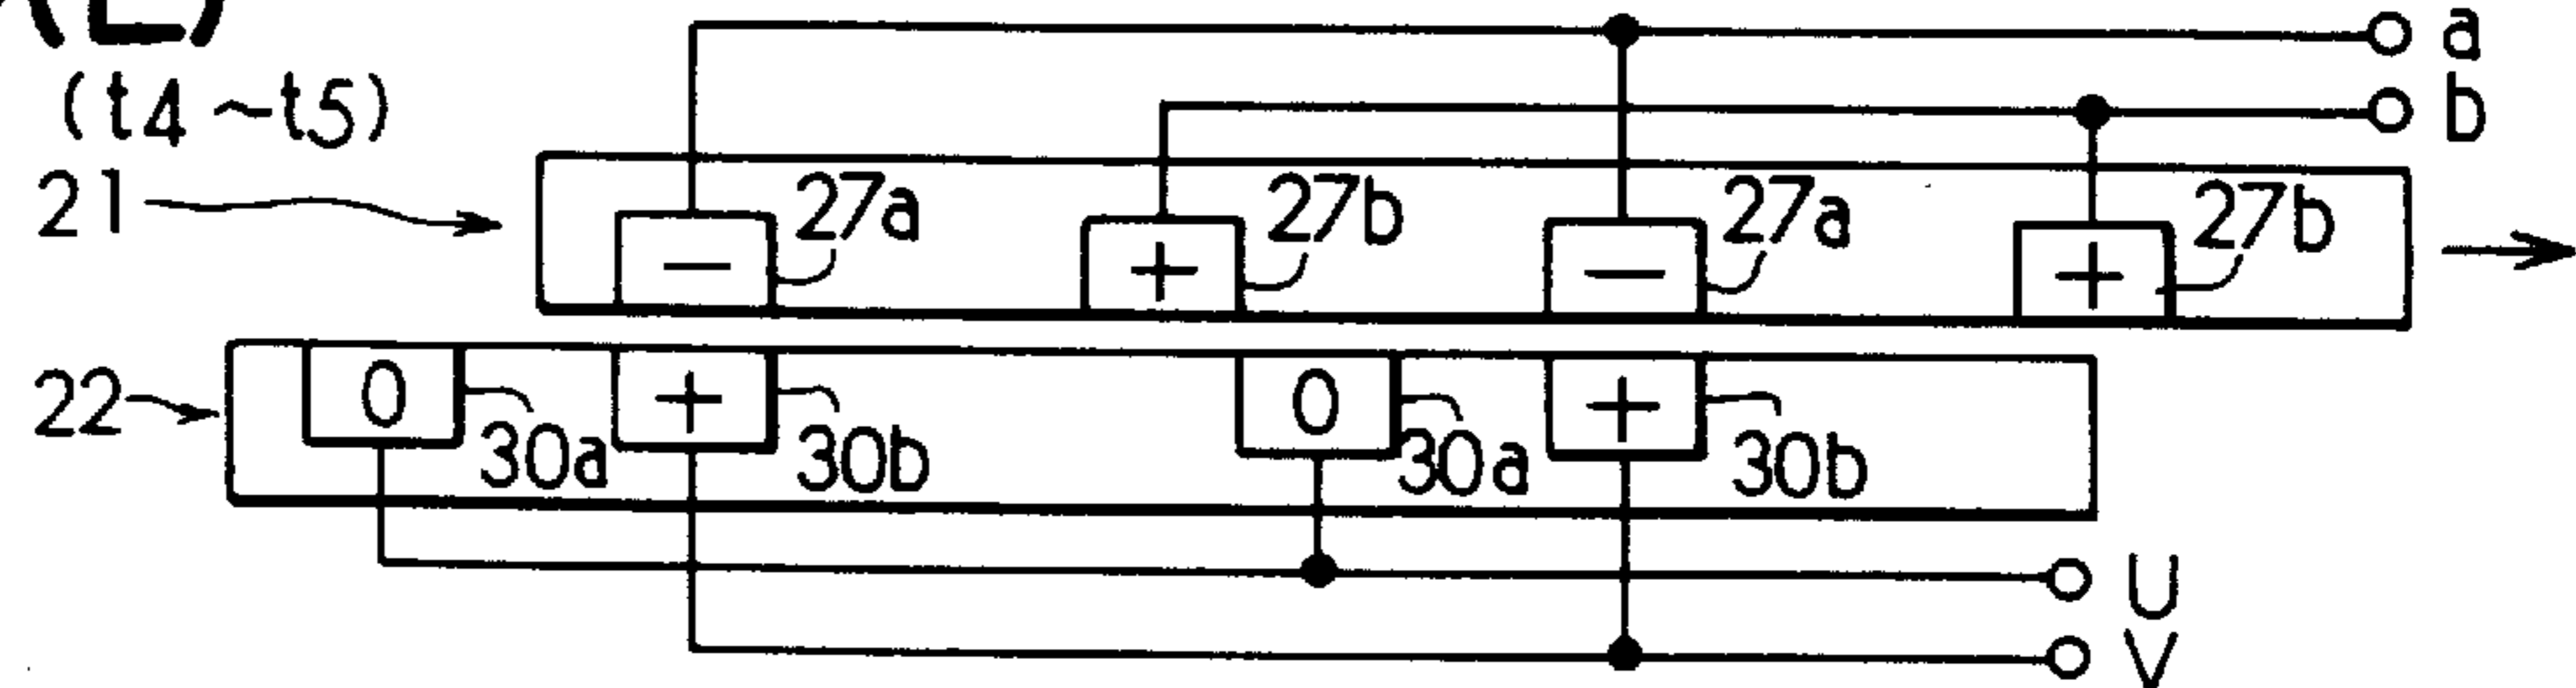 a
(t4~t5)
b
21
27a 27b 27a 27b
− + − +
22
0 + 0 +
30a 30b 30a 30b
U
V